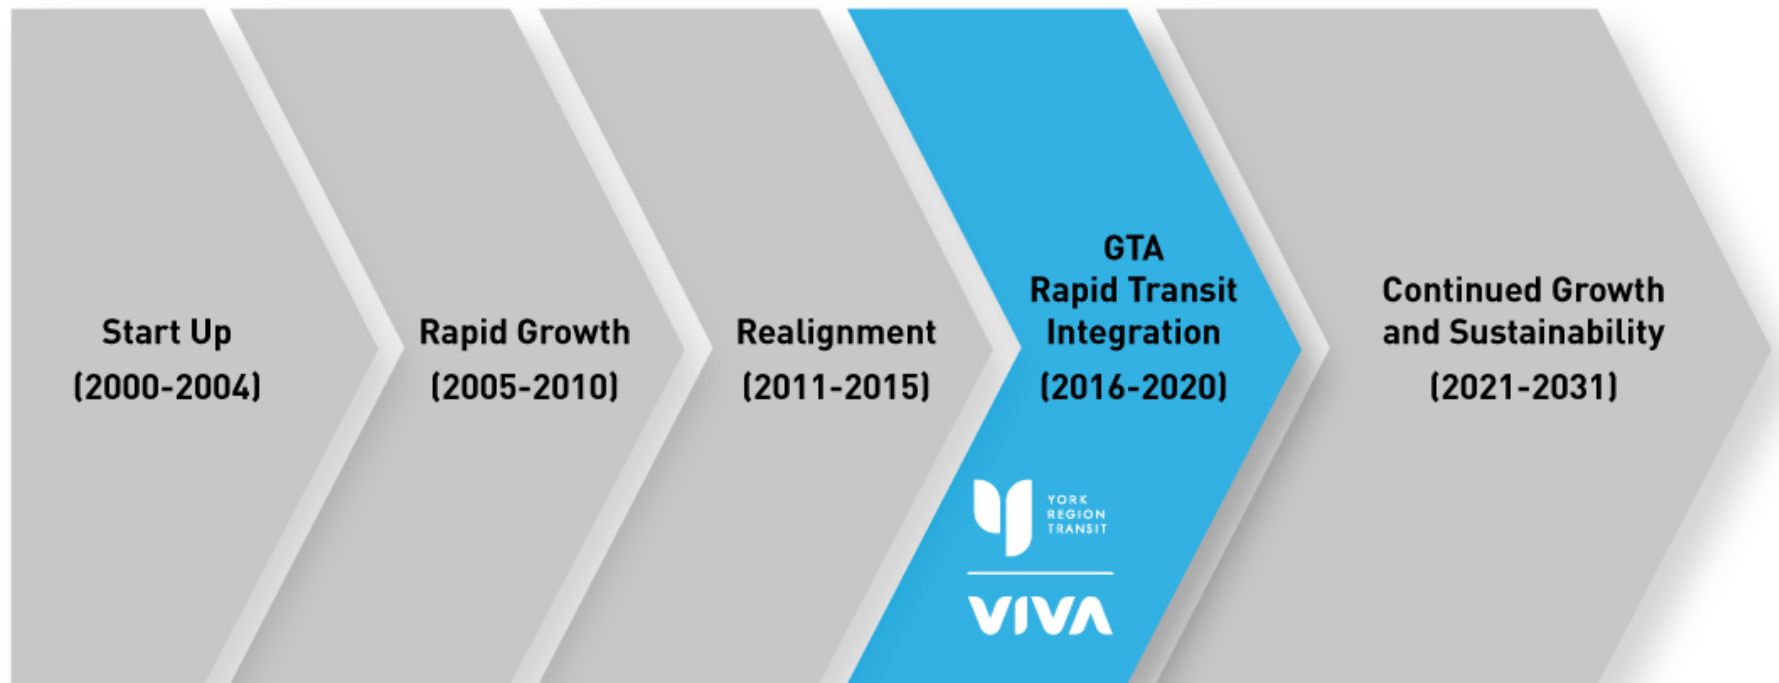 Start Up
(2000-2004)
Rapid Growth
(2005-2010)
Realignment
(2011-2015)
GTA
Rapid Transit
Integration
(2016-2020)
YORK
REGION
TRANSIT
VIVA
Continued Growth
and Sustainability
(2021-2031)